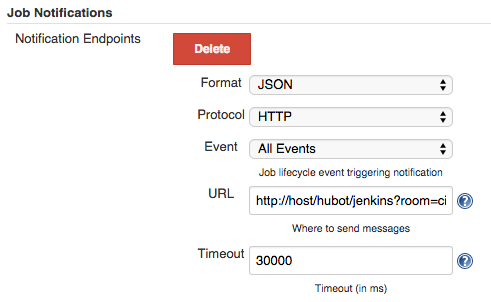 Job Notifications
Notification Endpoints
Delete
Format JSON
Protocol HTTP
Event All Events
Job lifecycle event triggering notification
URL http://host/hubot/jenkins?room=ci ?
Where to send messages
Timeout 30000 ?
Timeout (in ms)